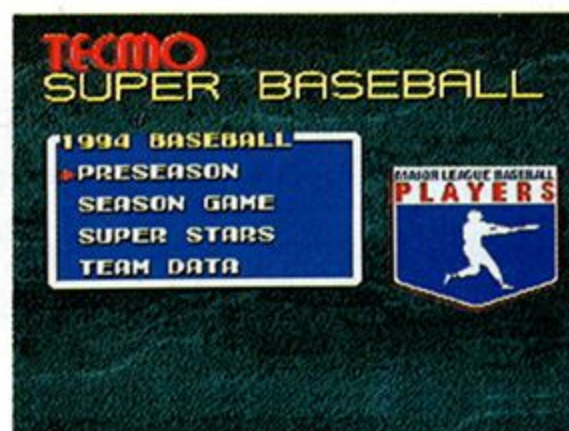 TECMO
SUPER BASEBALL
1994 BASEBALL
PRESEASON
SEASON GAME
SUPER STARS
TEAM DATA
MAJOR LEAGUE BASEBALL
PLAYERS